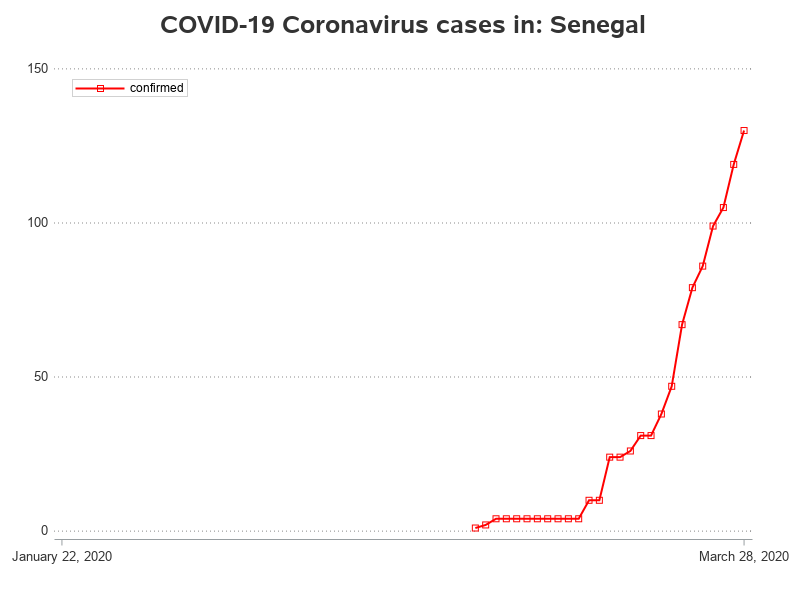 COVID-19 Coronavirus cases in: Senegal
150
confirmed
100
50
0
January 22, 2020
March 28, 2020